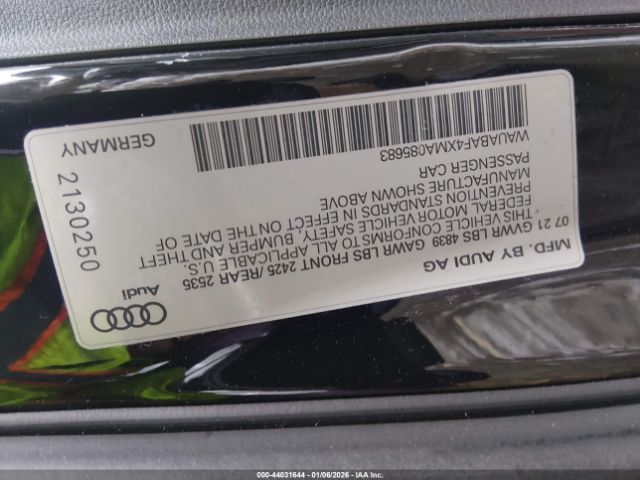 MFD. BY AUDI AG
07 21 GVWR LBS 4839 GAWR LBS FRONT 2425 /REAR 2535
THIS VEHICLE CONFORMS TO ALL APPLICABLE U.S.
FEDERAL MOTOR VEHICLE SAFETY, BUMPER AND THEFT
PREVENTION STANDARDS IN EFFECT ON THE DATE OF
MANUFACTURE SHOWN ABOVE
PASSENGER CAR
WAUABAF4XMA085683
GERMANY
2130250
Audi
000-44031644 - 01/06/2026 - IAA Inc.